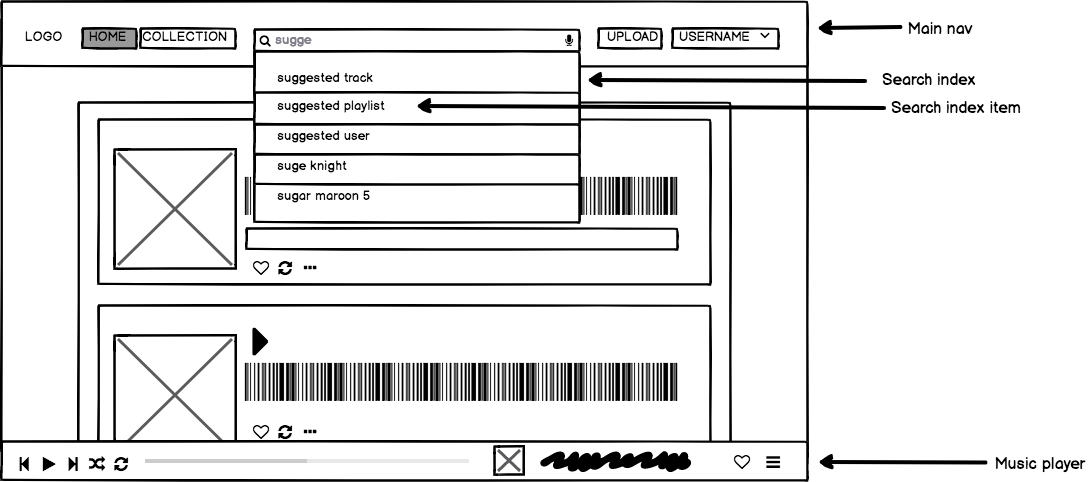 LOGO HOME COLLECTION sugge UPLOAD USERNAME
Main nav
suggested track
Search index
suggested playlist
Search index item
suggested user
suge knight
sugar maroon 5
Music player